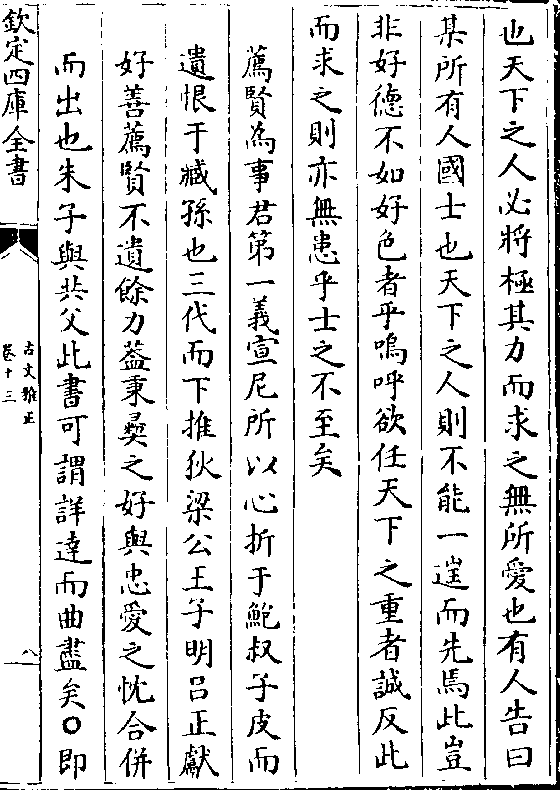 也天下之人必将極其力而求之無所愛也有人告曰
某所有人國士也天下之人則不能一遑而先焉此豈
非好徳不如好色者乎嗚呼欲任天下之重者誠反此
而求之則亦無患乎士之不至矣
薦賢為事君第一義宣尼所以心折于鮑叔子皮而
遺恨于臧孫也三代而下推狄梁公王子明吕正獻
好善薦賢不遺餘力葢秉彝之好與忠愛之忱合併
而出也朱子與共父此書可謂詳達而曲盡矣○即
欽定四庫全書
古文雅正
卷十三
八